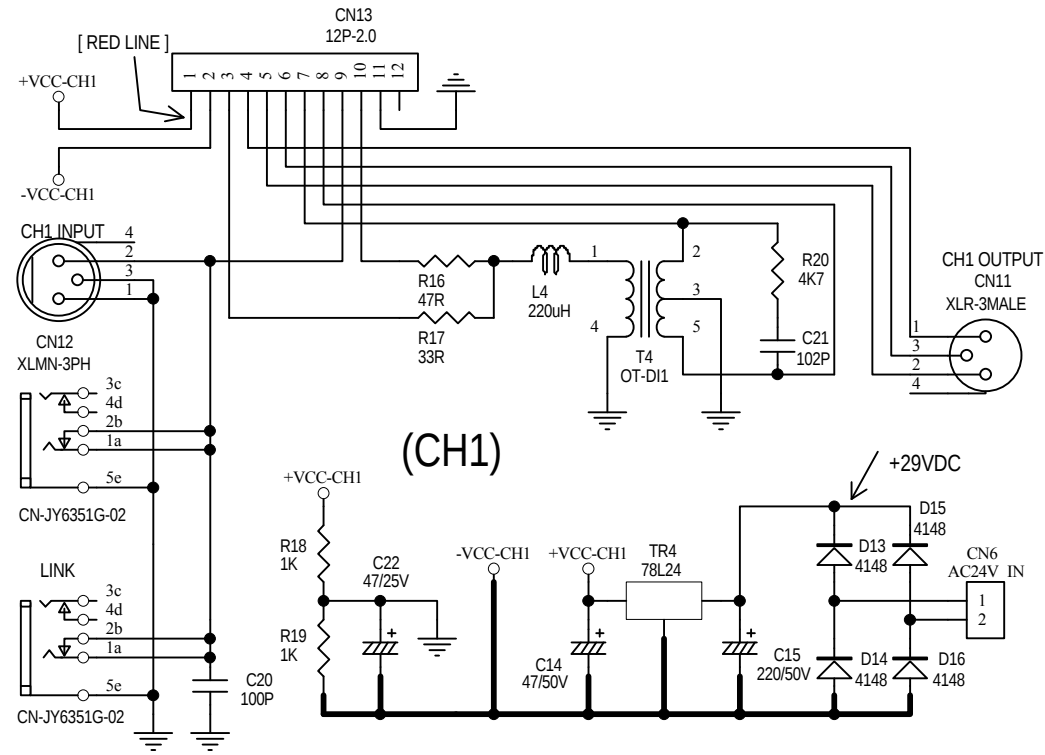 CN13
12P-2.0
[ RED LINE ]
+VCC-CH1
1 2 3 4 5 6 7 8 9 10 11 12
-VCC-CH1
CH1 INPUT
4
2
3
1
CN12
XLMN-3PH
R16
47R
R17
33R
L4
220uH
1
4
2
3
5
T4
OT-DI1
R20
4K7
C21
102P
CH1 OUTPUT
CN11
XLR-3MALE
1
3
2
4
3c
4d
2b
1a
5e
CN-JY6351G-02
(CH1)
+29VDC
LINK
3c
4d
2b
1a
5e
CN-JY6351G-02
C20
100P
+VCC-CH1
R18
1K
R19
1K
C22
47/25V
+
-VCC-CH1
+VCC-CH1
TR4
78L24
+
C14
47/50V
+
C15
220/50V
D13
4148
D15
4148
D14
4148
D16
4148
CN6
AC24V IN
1
2